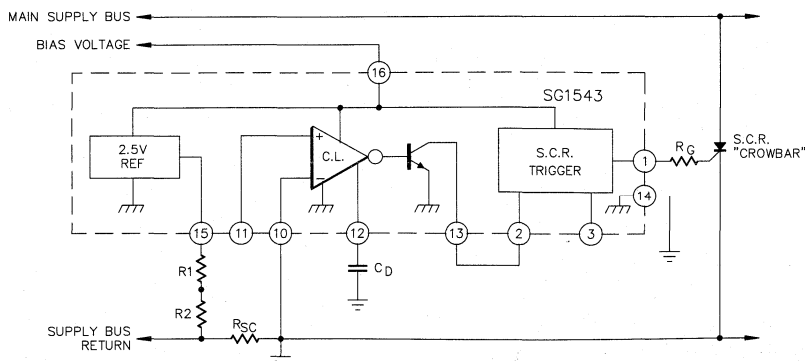 MAIN SUPPLY BUS
BIAS VOLTAGE
16
SG1543
2.5V
REF
+
C.L.
−
S.C.R.
TRIGGER
1
RG
S.C.R.
"CROWBAR"
14
15
11
10
12
13
2
3
R1
CD
R2
RSC
SUPPLY BUS
RETURN